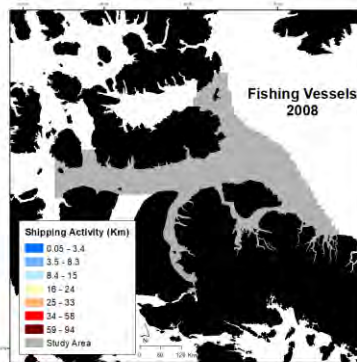 Fishing Vessels
2008
Shipping Activity (Km)
0.05 - 3.4
3.5 - 8.3
8.4 - 15
16 - 24
25 - 33
34 - 58
59 - 94
Study Area
N
0
60
120 Km